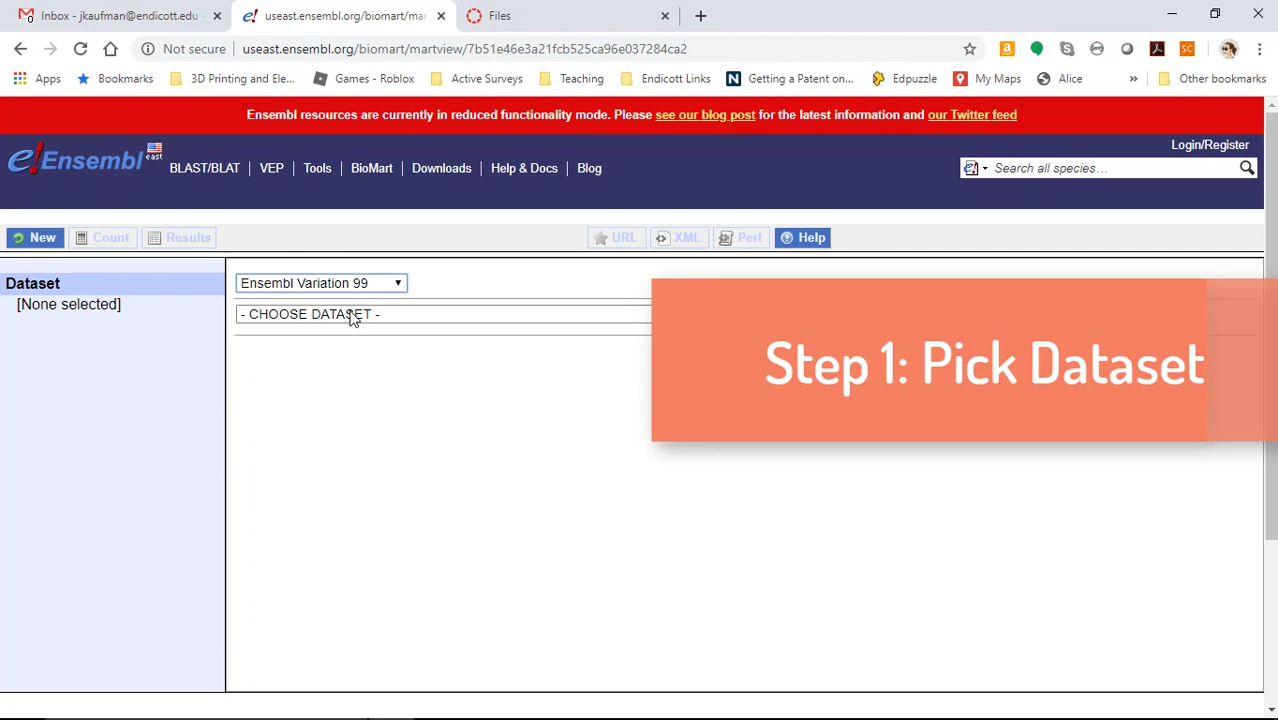 Inbox - jkaufman@endicott.edu - useast.ensembl.org/biomart/mar Files
Not secure useast.ensembl.org/biomart/martview/7b51e46e3a21fcb525ca96e037284ca2
Apps Bookmarks 3D Printing and Ele... Games - Roblox Active Surveys Teaching Endicott Links Getting a Patent on... Edpuzzle My Maps Alice » Other bookmarks
Ensembl resources are currently in reduced functionality mode. Please see our blog post for the latest information and our Twitter feed
Login/Register
e!Ensembl east BLAST/BLAT VEP Tools BioMart Downloads Help & Docs Blog Search all species...
New Count Results URL XML Perl Help
Dataset
[None selected]
Ensembl Variation 99
- CHOOSE DATASET -
Step 1: Pick Dataset